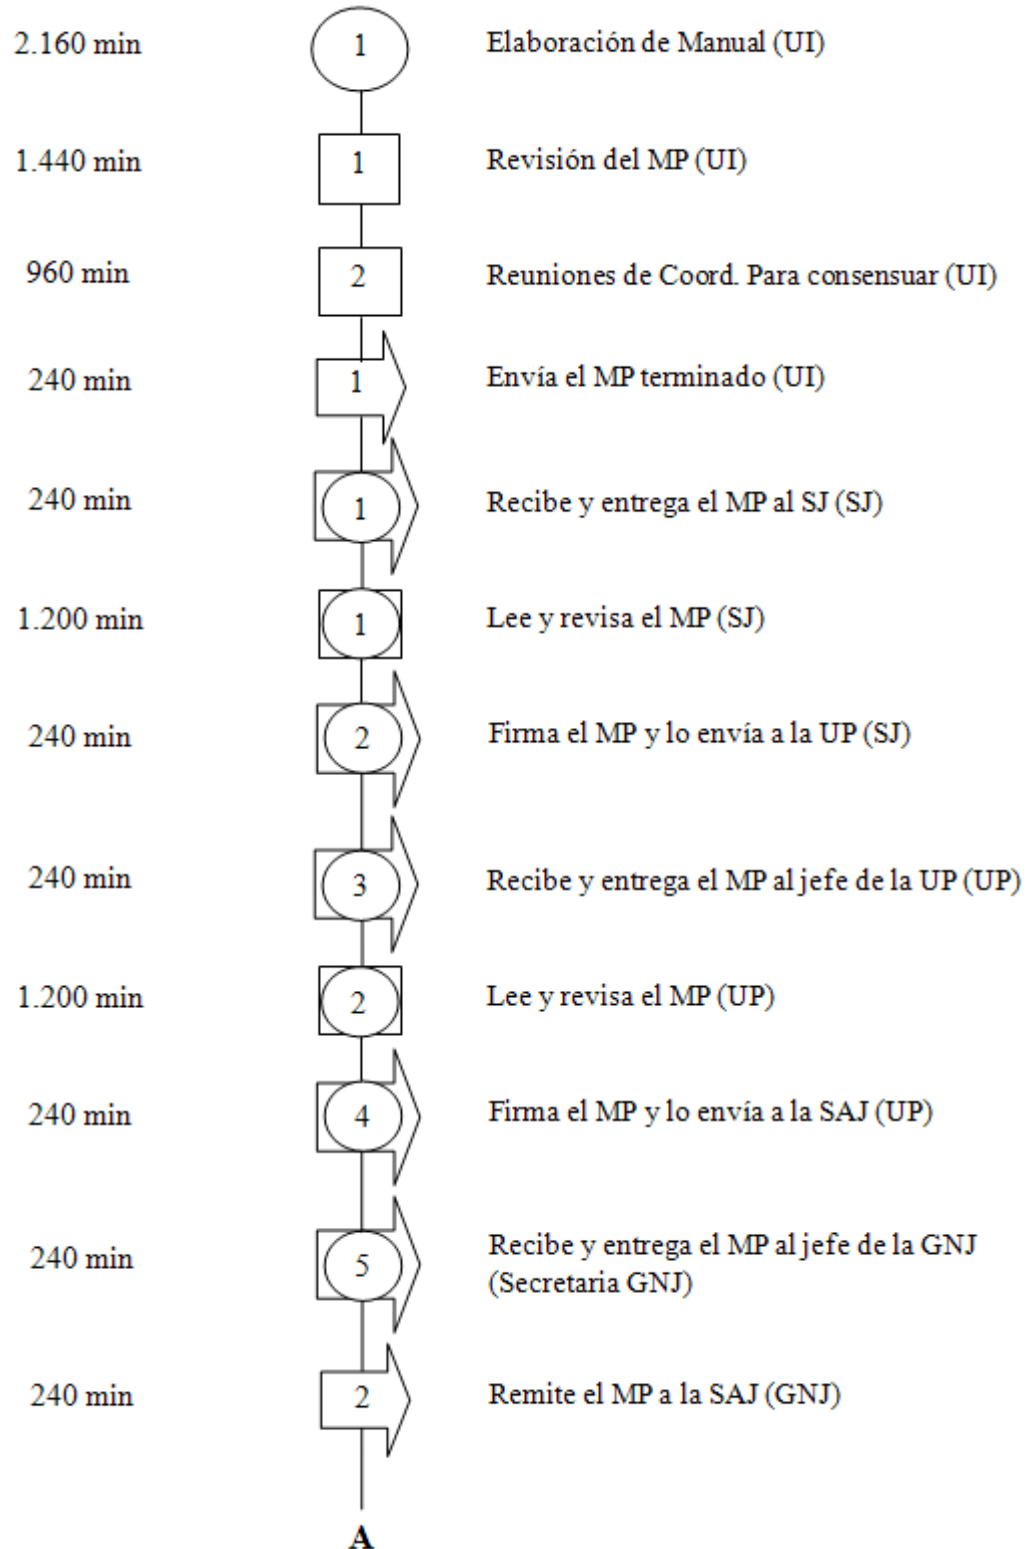 2.160 min 1 Elaboración de Manual (UI)
1.440 min 1 Revisión del MP (UI)
960 min 2 Reuniones de Coord. Para consensuar (UI)
240 min 1 Envía el MP terminado (UI)
240 min 1 Recibe y entrega el MP al SJ (SJ)
1.200 min 1 Lee y revisa el MP (SJ)
240 min 2 Firma el MP y lo envía a la UP (SJ)
240 min 3 Recibe y entrega el MP al jefe de la UP (UP)
1.200 min 2 Lee y revisa el MP (UP)
240 min 4 Firma el MP y lo envía a la SAJ (UP)
240 min 5 Recibe y entrega el MP al jefe de la GNJ
(Secretaria GNJ)
240 min 2 Remite el MP a la SAJ (GNJ)
A